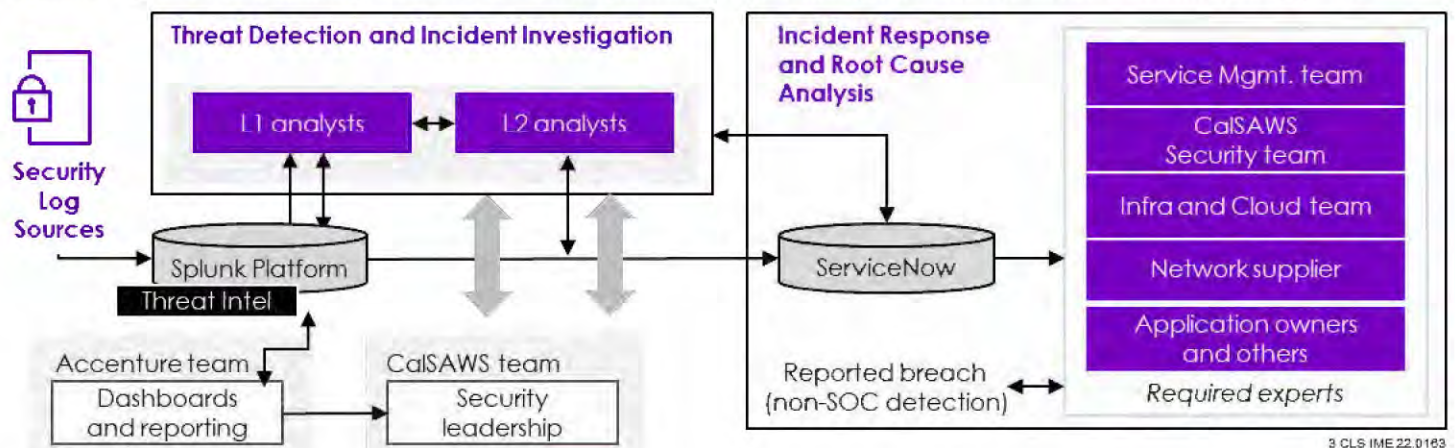 Threat Detection and Incident Investigation
L1 analysts
L2 analysts
Security
Log
Sources
Splunk Platform
Threat Intel
Accenture team
Dashboards
and reporting
CalSAWS team
Security
leadership
Incident Response
and Root Cause
Analysis
ServiceNow
Reported breach
(non-SOC detection)
Service Mgmt. team
CalSAWS
Security team
Infra and Cloud team
Network supplier
Application owners
and others
Required experts
3 CLS IME 22.0163